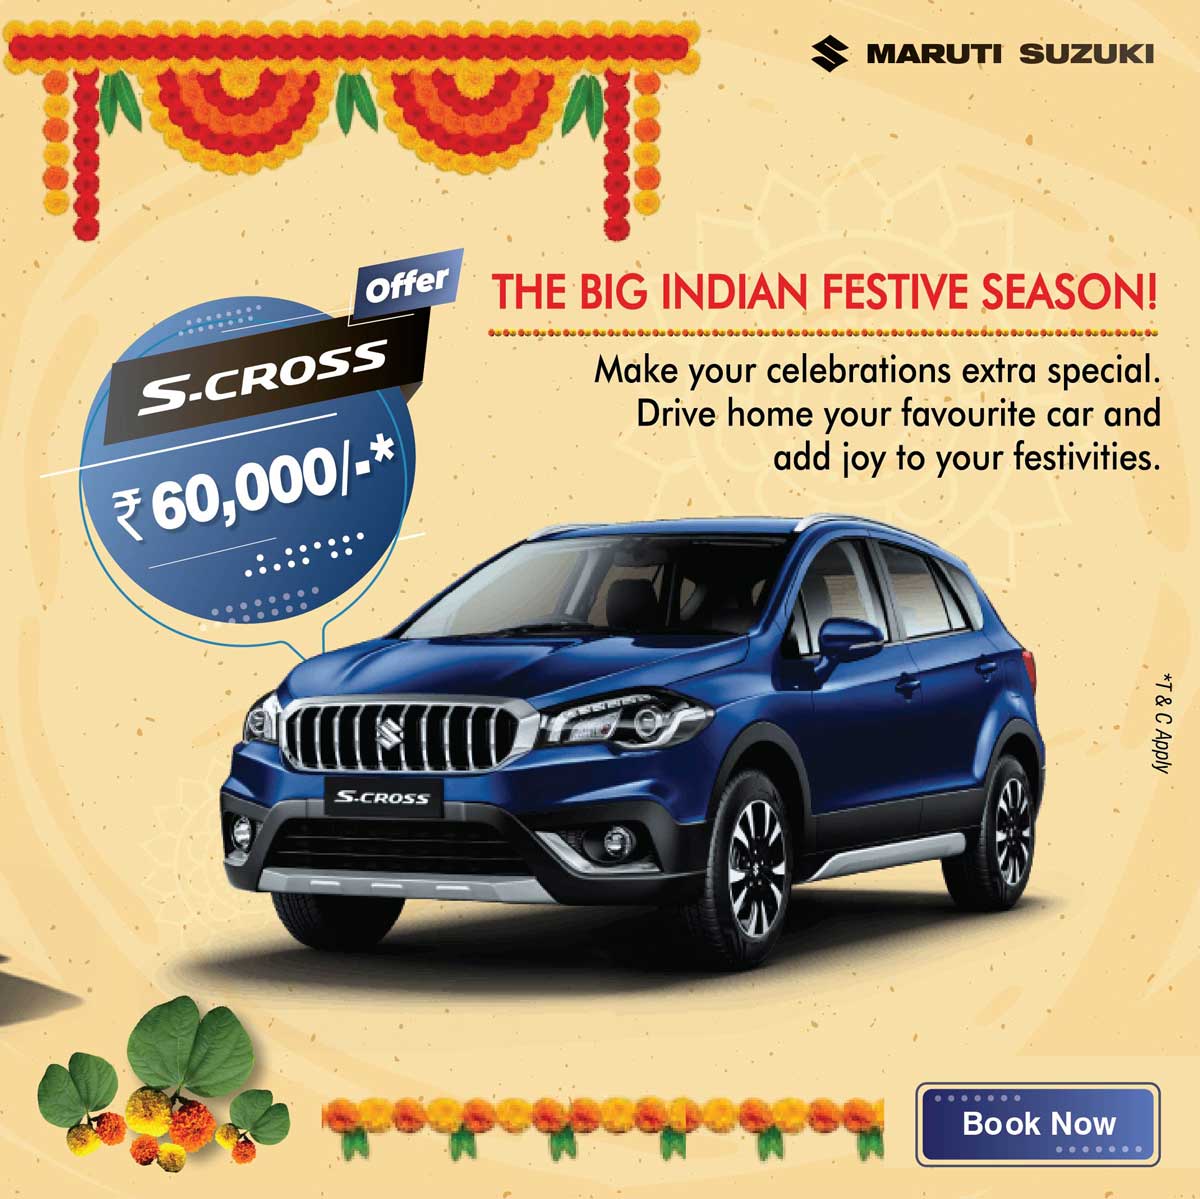 MARUTI SUZUKI
Offer
S-CROSS
₹ 60,000/-*
THE BIG INDIAN FESTIVE SEASON!
Make your celebrations extra special.
Drive home your favourite car and
add joy to your festivities.
S-CROSS
*T & C Apply
Book Now